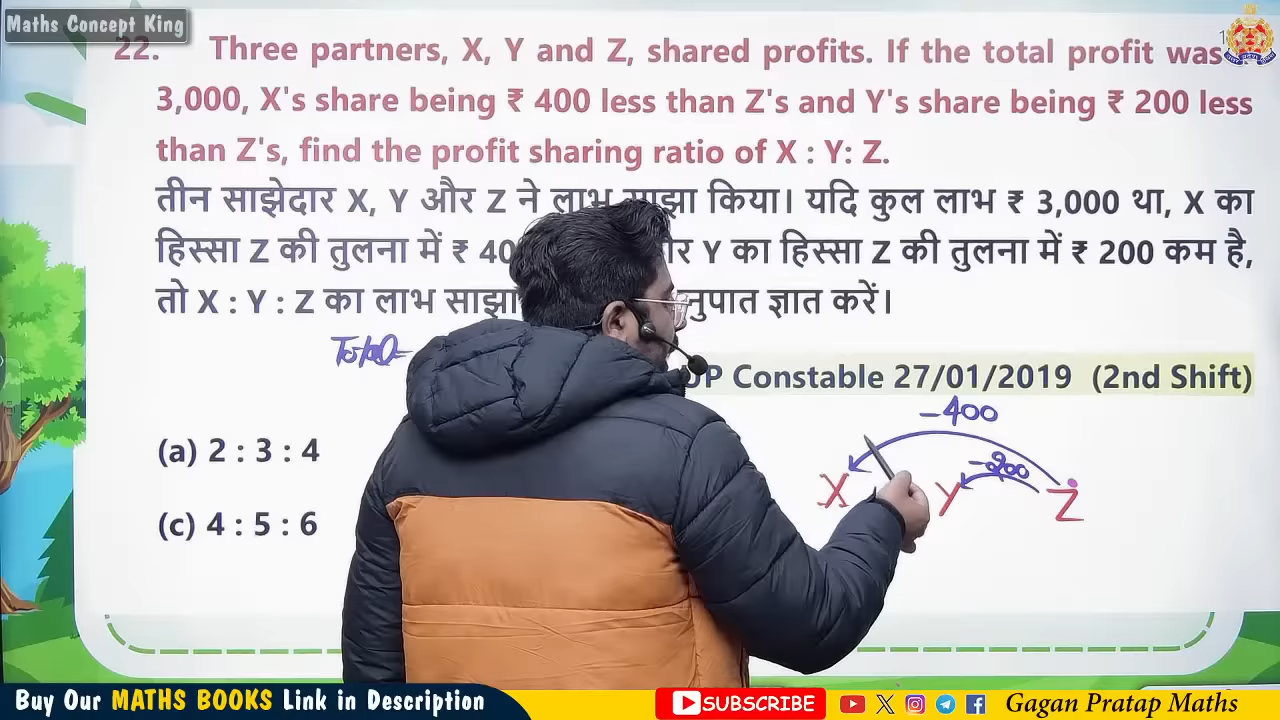 Maths Concept King
22. Three partners, X, Y and Z, shared profits. If the total profit was
3,000, X's share being ₹ 400 less than Z's and Y's share being ₹ 200 less
than Z's, find the profit sharing ratio of X : Y: Z.
तीन साझेदार X, Y और Z ने लाभ साझा किया। यदि कुल लाभ ₹ 3,000 था, X का
हिस्सा Z की तुलना में ₹ 40 र Y का हिस्सा Z की तुलना में ₹ 200 कम है,
तो X : Y : Z का लाभ साझा नुपात ज्ञात करें।
Total=
UP Constable 27/01/2019 (2nd Shift)
-400
(a) 2 : 3 : 4
-200
X Y Z
(c) 4 : 5 : 6
Buy Our MATHS BOOKS Link in Description
SUBSCRIBE
Gagan Pratap Maths